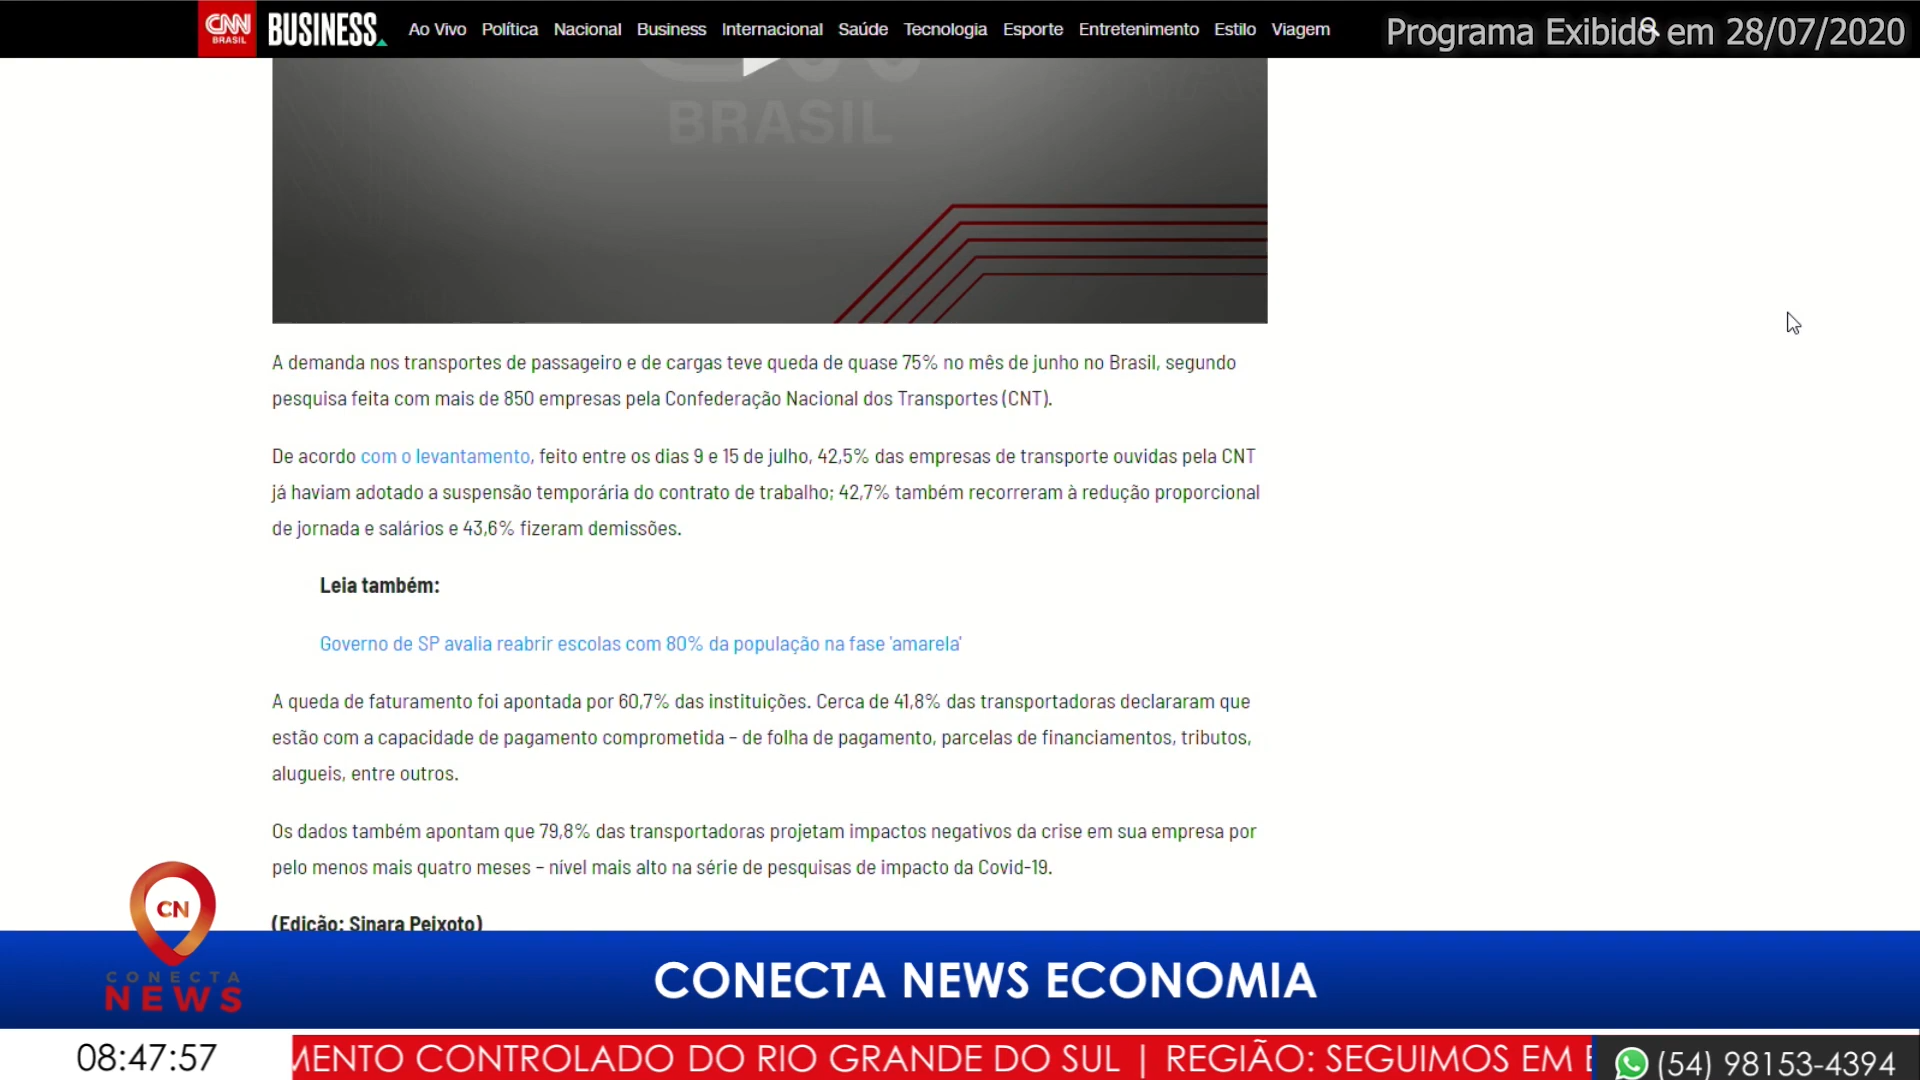 CNN BRASIL BUSINESS Ao Vivo Política Nacional Business Internacional Saúde Tecnologia Esporte Entretenimento Estilo Viagem Programa Exibido em 28/07/2020
BRASIL
A demanda nos transportes de passageiro e de cargas teve queda de quase 75% no mês de junho no Brasil, segundo
pesquisa feita com mais de 850 empresas pela Confederação Nacional dos Transportes (CNT).
De acordo com o levantamento, feito entre os dias 9 e 15 de julho, 42,5% das empresas de transporte ouvidas pela CNT
já haviam adotado a suspensão temporária do contrato de trabalho; 42,7% também recorreram à redução proporcional
de jornada e salários e 43,6% fizeram demissões.
Leia também:
Governo de SP avalia reabrir escolas com 80% da população na fase 'amarela'
A queda de faturamento foi apontada por 60,7% das instituições. Cerca de 41,8% das transportadoras declararam que
estão com a capacidade de pagamento comprometida – de folha de pagamento, parcelas de financiamentos, tributos,
alugueis, entre outros.
Os dados também apontam que 79,8% das transportadoras projetam impactos negativos da crise em sua empresa por
pelo menos mais quatro meses – nível mais alto na série de pesquisas de impacto da Covid-19.
(Edição: Sinara Peixoto)
CN
CONECTA
NEWS
CONECTA NEWS ECONOMIA
08:47:57
MENTO CONTROLADO DO RIO GRANDE DO SUL | REGIÃO: SEGUIMOS EM
(54) 98153-4394